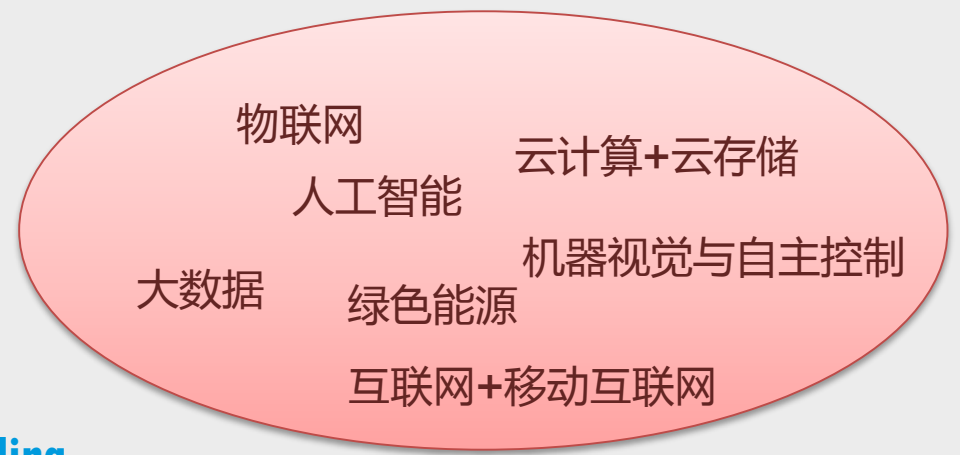 物联网
云计算+云存储
人工智能
机器视觉与自主控制
大数据
绿色能源
互联网+移动互联网